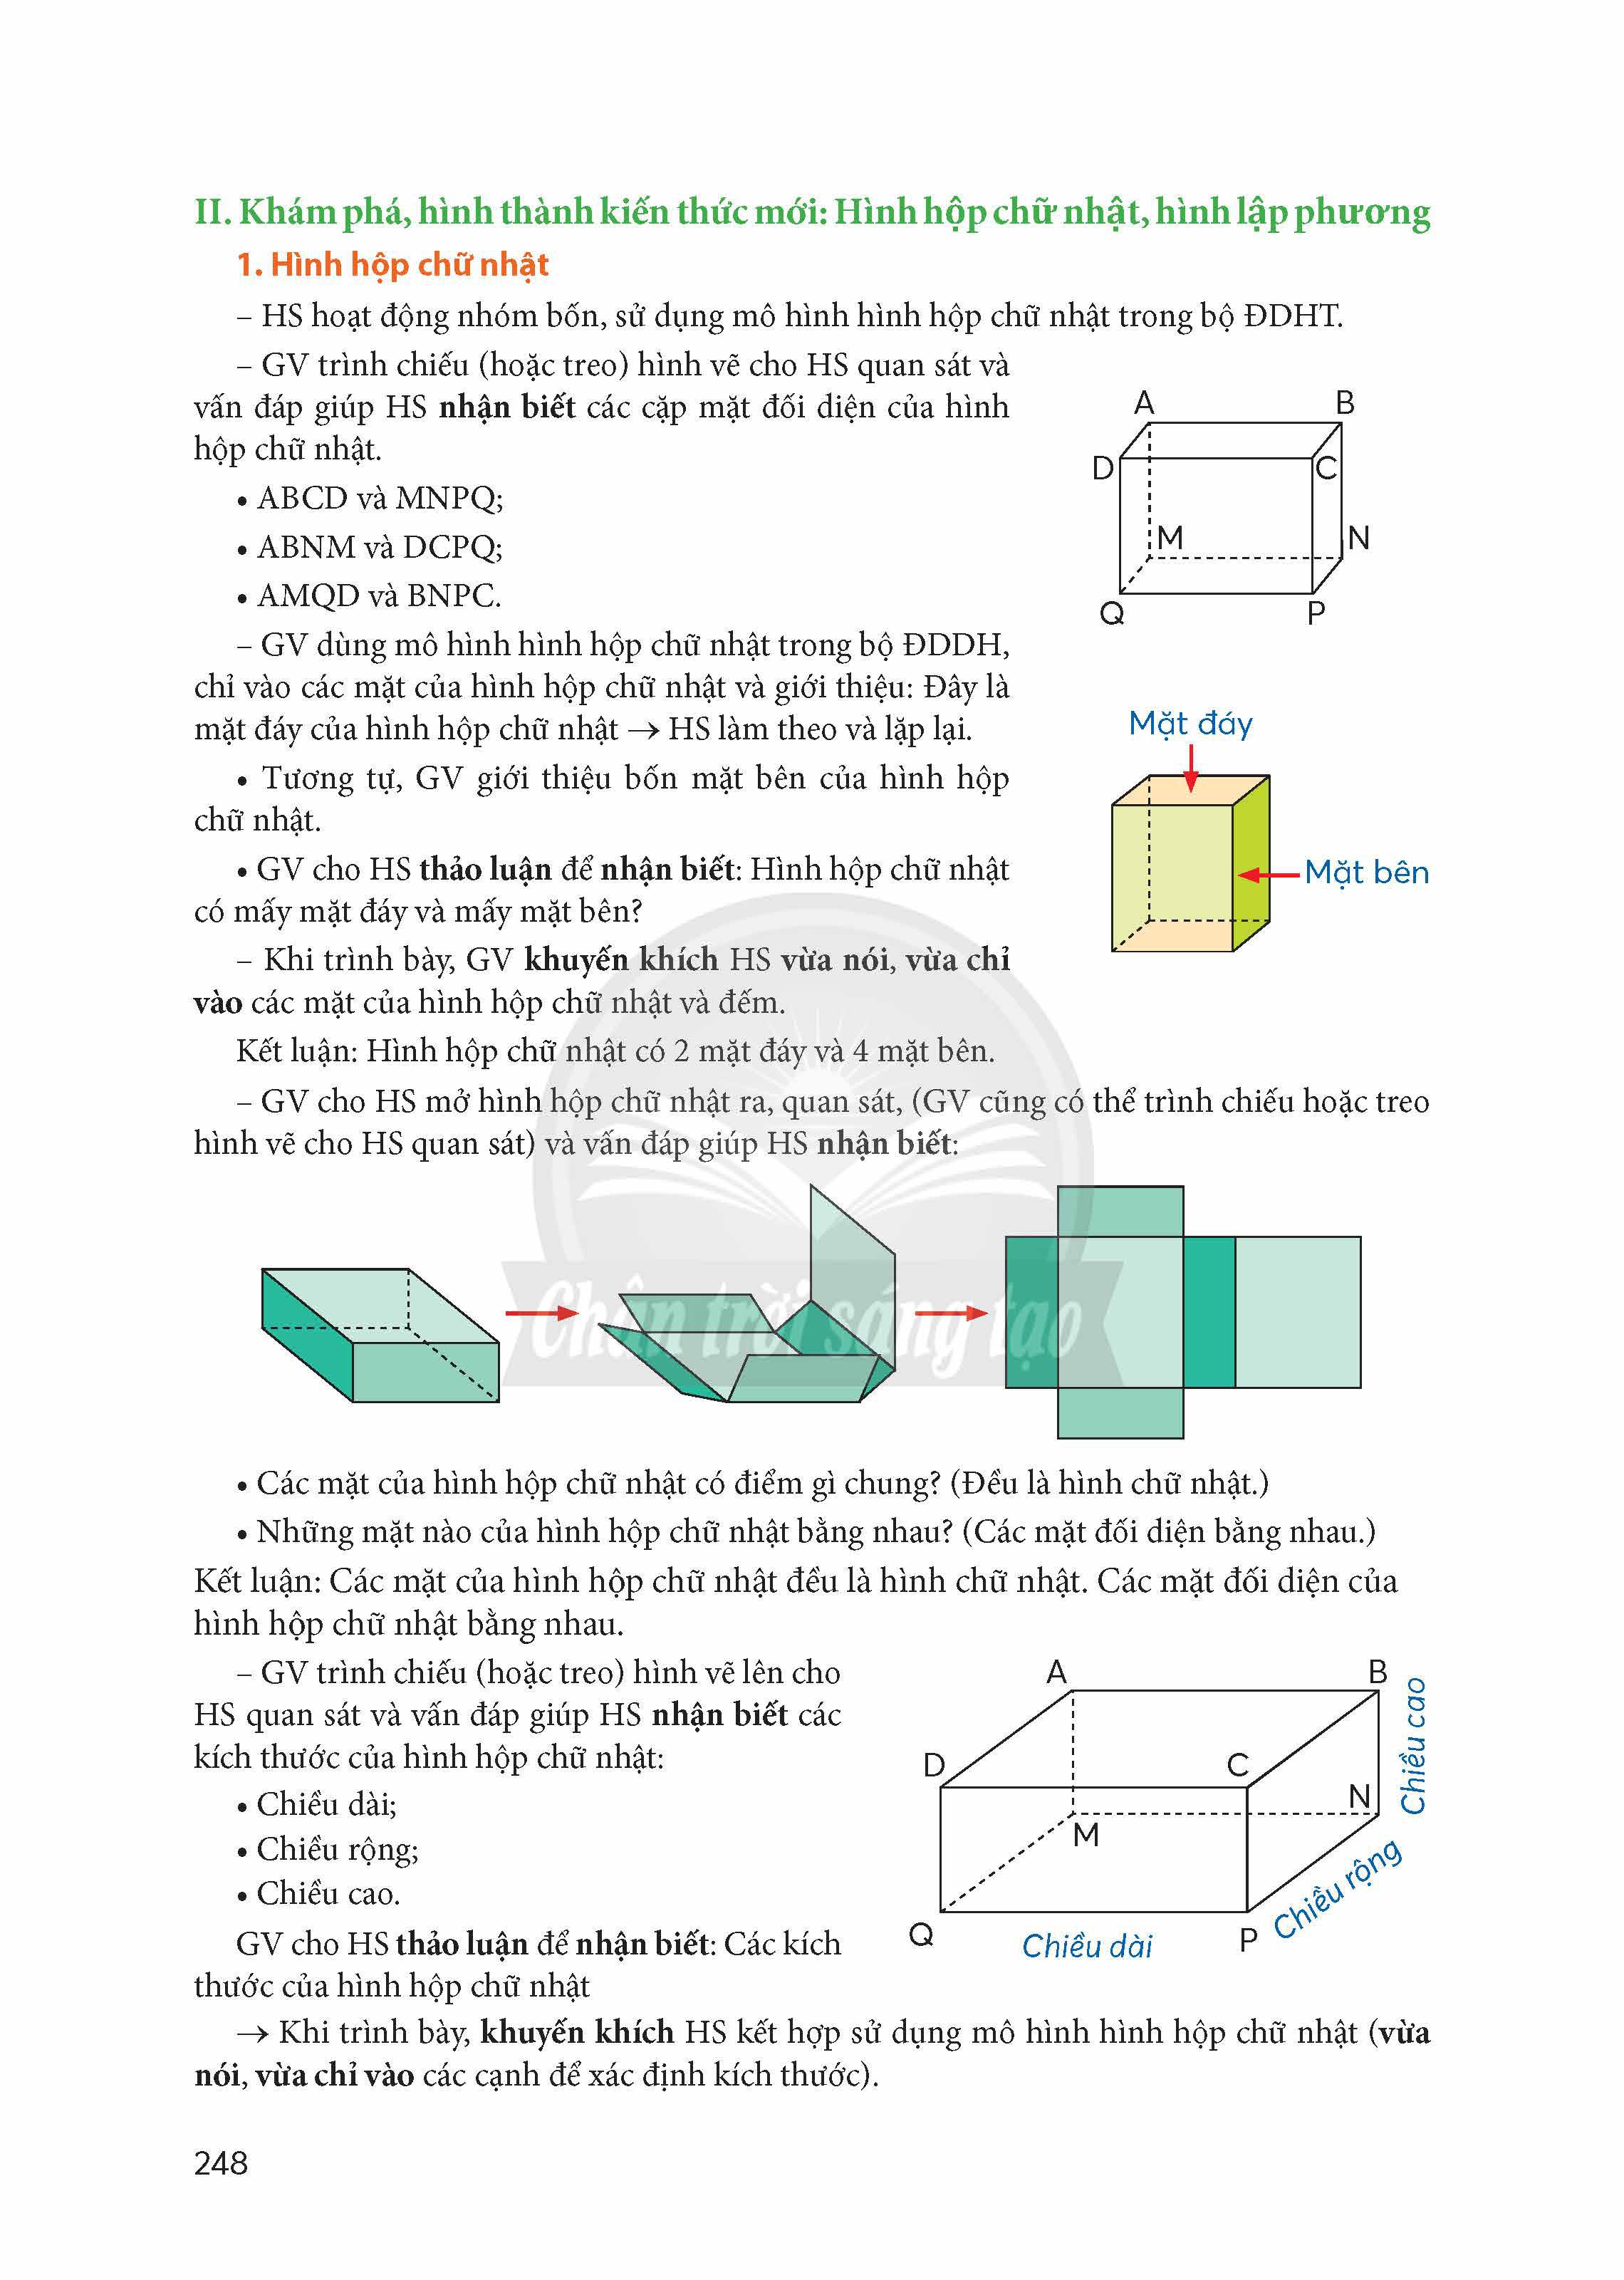 II. Khám phá, hình thành kiến thức mới: Hình hộp chữ nhật, hình lập phương
1. Hình hộp chữ nhật
– HS hoạt động nhóm bốn, sử dụng mô hình hình hộp chữ nhật trong bộ ĐDHT.
– GV trình chiếu (hoặc treo) hình vẽ cho HS quan sát và
vấn đáp giúp HS nhận biết các cặp mặt đối diện của hình
hộp chữ nhật.
• ABCD và MNPQ;
• ABNM và DCPQ;
• AMQD và BNPC.
A B
D C
M N
Q P
– GV dùng mô hình hình hộp chữ nhật trong bộ ĐDDH,
chỉ vào các mặt của hình hộp chữ nhật và giới thiệu: Đây là
mặt đáy của hình hộp chữ nhật → HS làm theo và lặp lại.
• Tương tự, GV giới thiệu bốn mặt bên của hình hộp
chữ nhật.
• GV cho HS thảo luận để nhận biết: Hình hộp chữ nhật
có mấy mặt đáy và mấy mặt bên?
– Khi trình bày, GV khuyến khích HS vừa nói, vừa chỉ
vào các mặt của hình hộp chữ nhật và đếm.
Mặt đáy
Mặt bên
Kết luận: Hình hộp chữ nhật có 2 mặt đáy và 4 mặt bên.
– GV cho HS mở hình hộp chữ nhật ra, quan sát, (GV cũng có thể trình chiếu hoặc treo
hình vẽ cho HS quan sát) và vấn đáp giúp HS nhận biết:
Chân trời sáng tạo
• Các mặt của hình hộp chữ nhật có điểm gì chung? (Đều là hình chữ nhật.)
• Những mặt nào của hình hộp chữ nhật bằng nhau? (Các mặt đối diện bằng nhau.)
Kết luận: Các mặt của hình hộp chữ nhật đều là hình chữ nhật. Các mặt đối diện của
hình hộp chữ nhật bằng nhau.
– GV trình chiếu (hoặc treo) hình vẽ lên cho
HS quan sát và vấn đáp giúp HS nhận biết các
kích thước của hình hộp chữ nhật:
• Chiều dài;
• Chiều rộng;
• Chiều cao.
GV cho HS thảo luận để nhận biết: Các kích
thước của hình hộp chữ nhật
A B
Chiều cao
D C
N
M
Chiều rộng
Q Chiều dài P
→ Khi trình bày, khuyến khích HS kết hợp sử dụng mô hình hình hộp chữ nhật (vừa
nói, vừa chỉ vào các cạnh để xác định kích thước).
248